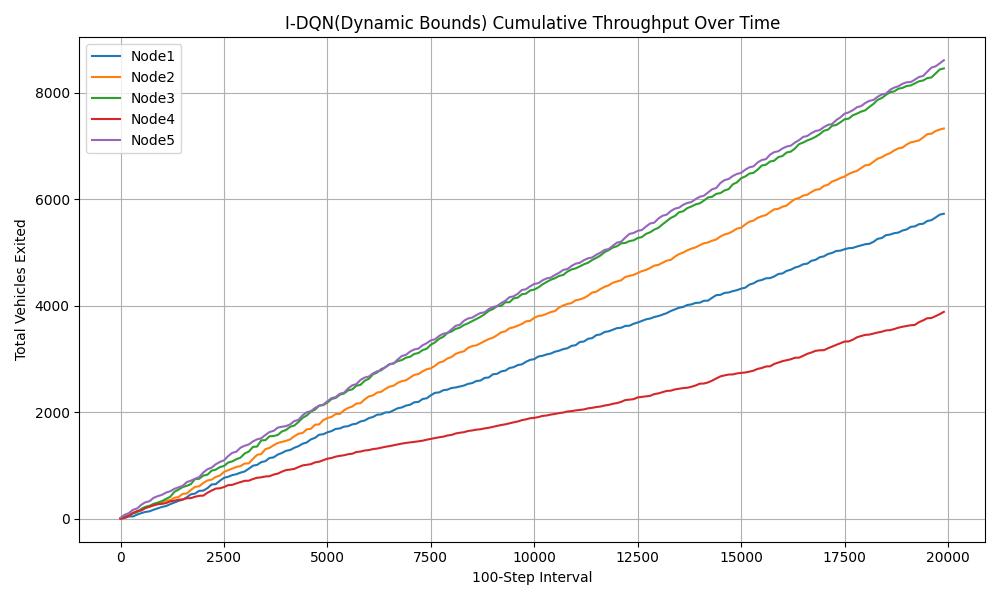 I-DQN(Dynamic Bounds) Cumulative Throughput Over Time
Node1
Node2
Node3
Node4
Node5
Total Vehicles Exited
8000
6000
4000
2000
0
0 2500 5000 7500 10000 12500 15000 17500 20000
100-Step Interval